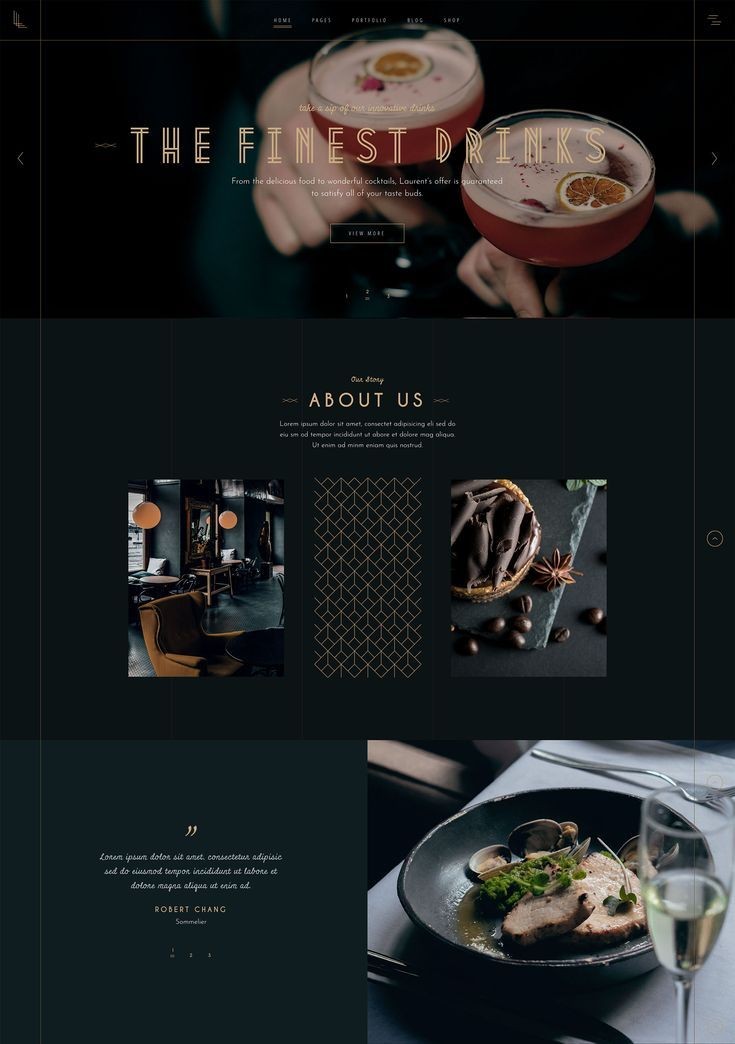 HOME PAGES PORTFOLIO BLOG SHOP
take a sip of our innovative drinks
THE FINEST DRINKS
From the delicious food to wonderful cocktails, Laurent's offer is guaranteed
to satisfy all of your taste buds.
VIEW MORE
1 2 3
Our Story
ABOUT US
Lorem ipsum dolor sit amet, consectet adipisicing eli sed do
eiu sm od tempor incididunt ut abore et dolore mag aliqua.
Ut enim ad minm eniam quis nostrud.
”
Lorem ipsum dolor sit amet, consectetur adipisic
sed do eiusmod tempor incididunt ut labore et
dolore magna aliqua ut enim ad.
ROBERT CHANG
Sommelier
1 2 3